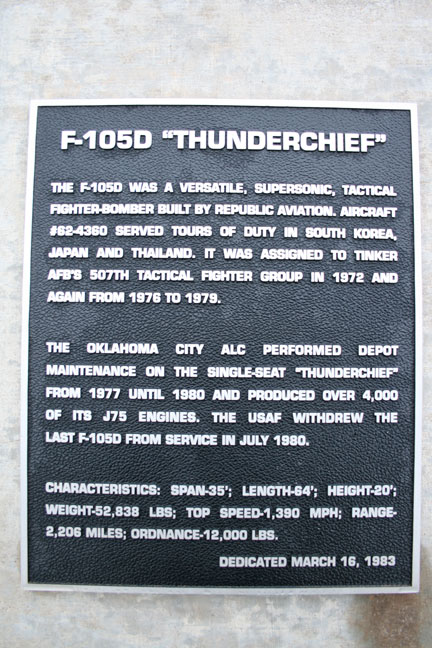 F-105D "THUNDERCHIEF"
THE F-105D WAS A VERSATILE, SUPERSONIC, TACTICAL
FIGHTER-BOMBER BUILT BY REPUBLIC AVIATION. AIRCRAFT
#62-4360 SERVED TOURS OF DUTY IN SOUTH KOREA,
JAPAN AND THAILAND. IT WAS ASSIGNED TO TINKER
AFB'S 507TH TACTICAL FIGHTER GROUP IN 1972 AND
AGAIN FROM 1976 TO 1979.
THE OKLAHOMA CITY ALC PERFORMED DEPOT
MAINTENANCE ON THE SINGLE-SEAT "THUNDERCHIEF"
FROM 1977 UNTIL 1980 AND PRODUCED OVER 4,000
OF ITS J75 ENGINES. THE USAF WITHDREW THE
LAST F-105D FROM SERVICE IN JULY 1980.
CHARACTERISTICS: SPAN-35'; LENGTH-64'; HEIGHT-20';
WEIGHT-52,838 LBS; TOP SPEED-1,390 MPH; RANGE-
2,206 MILES; ORDNANCE-12,000 LBS.
DEDICATED MARCH 16, 1983